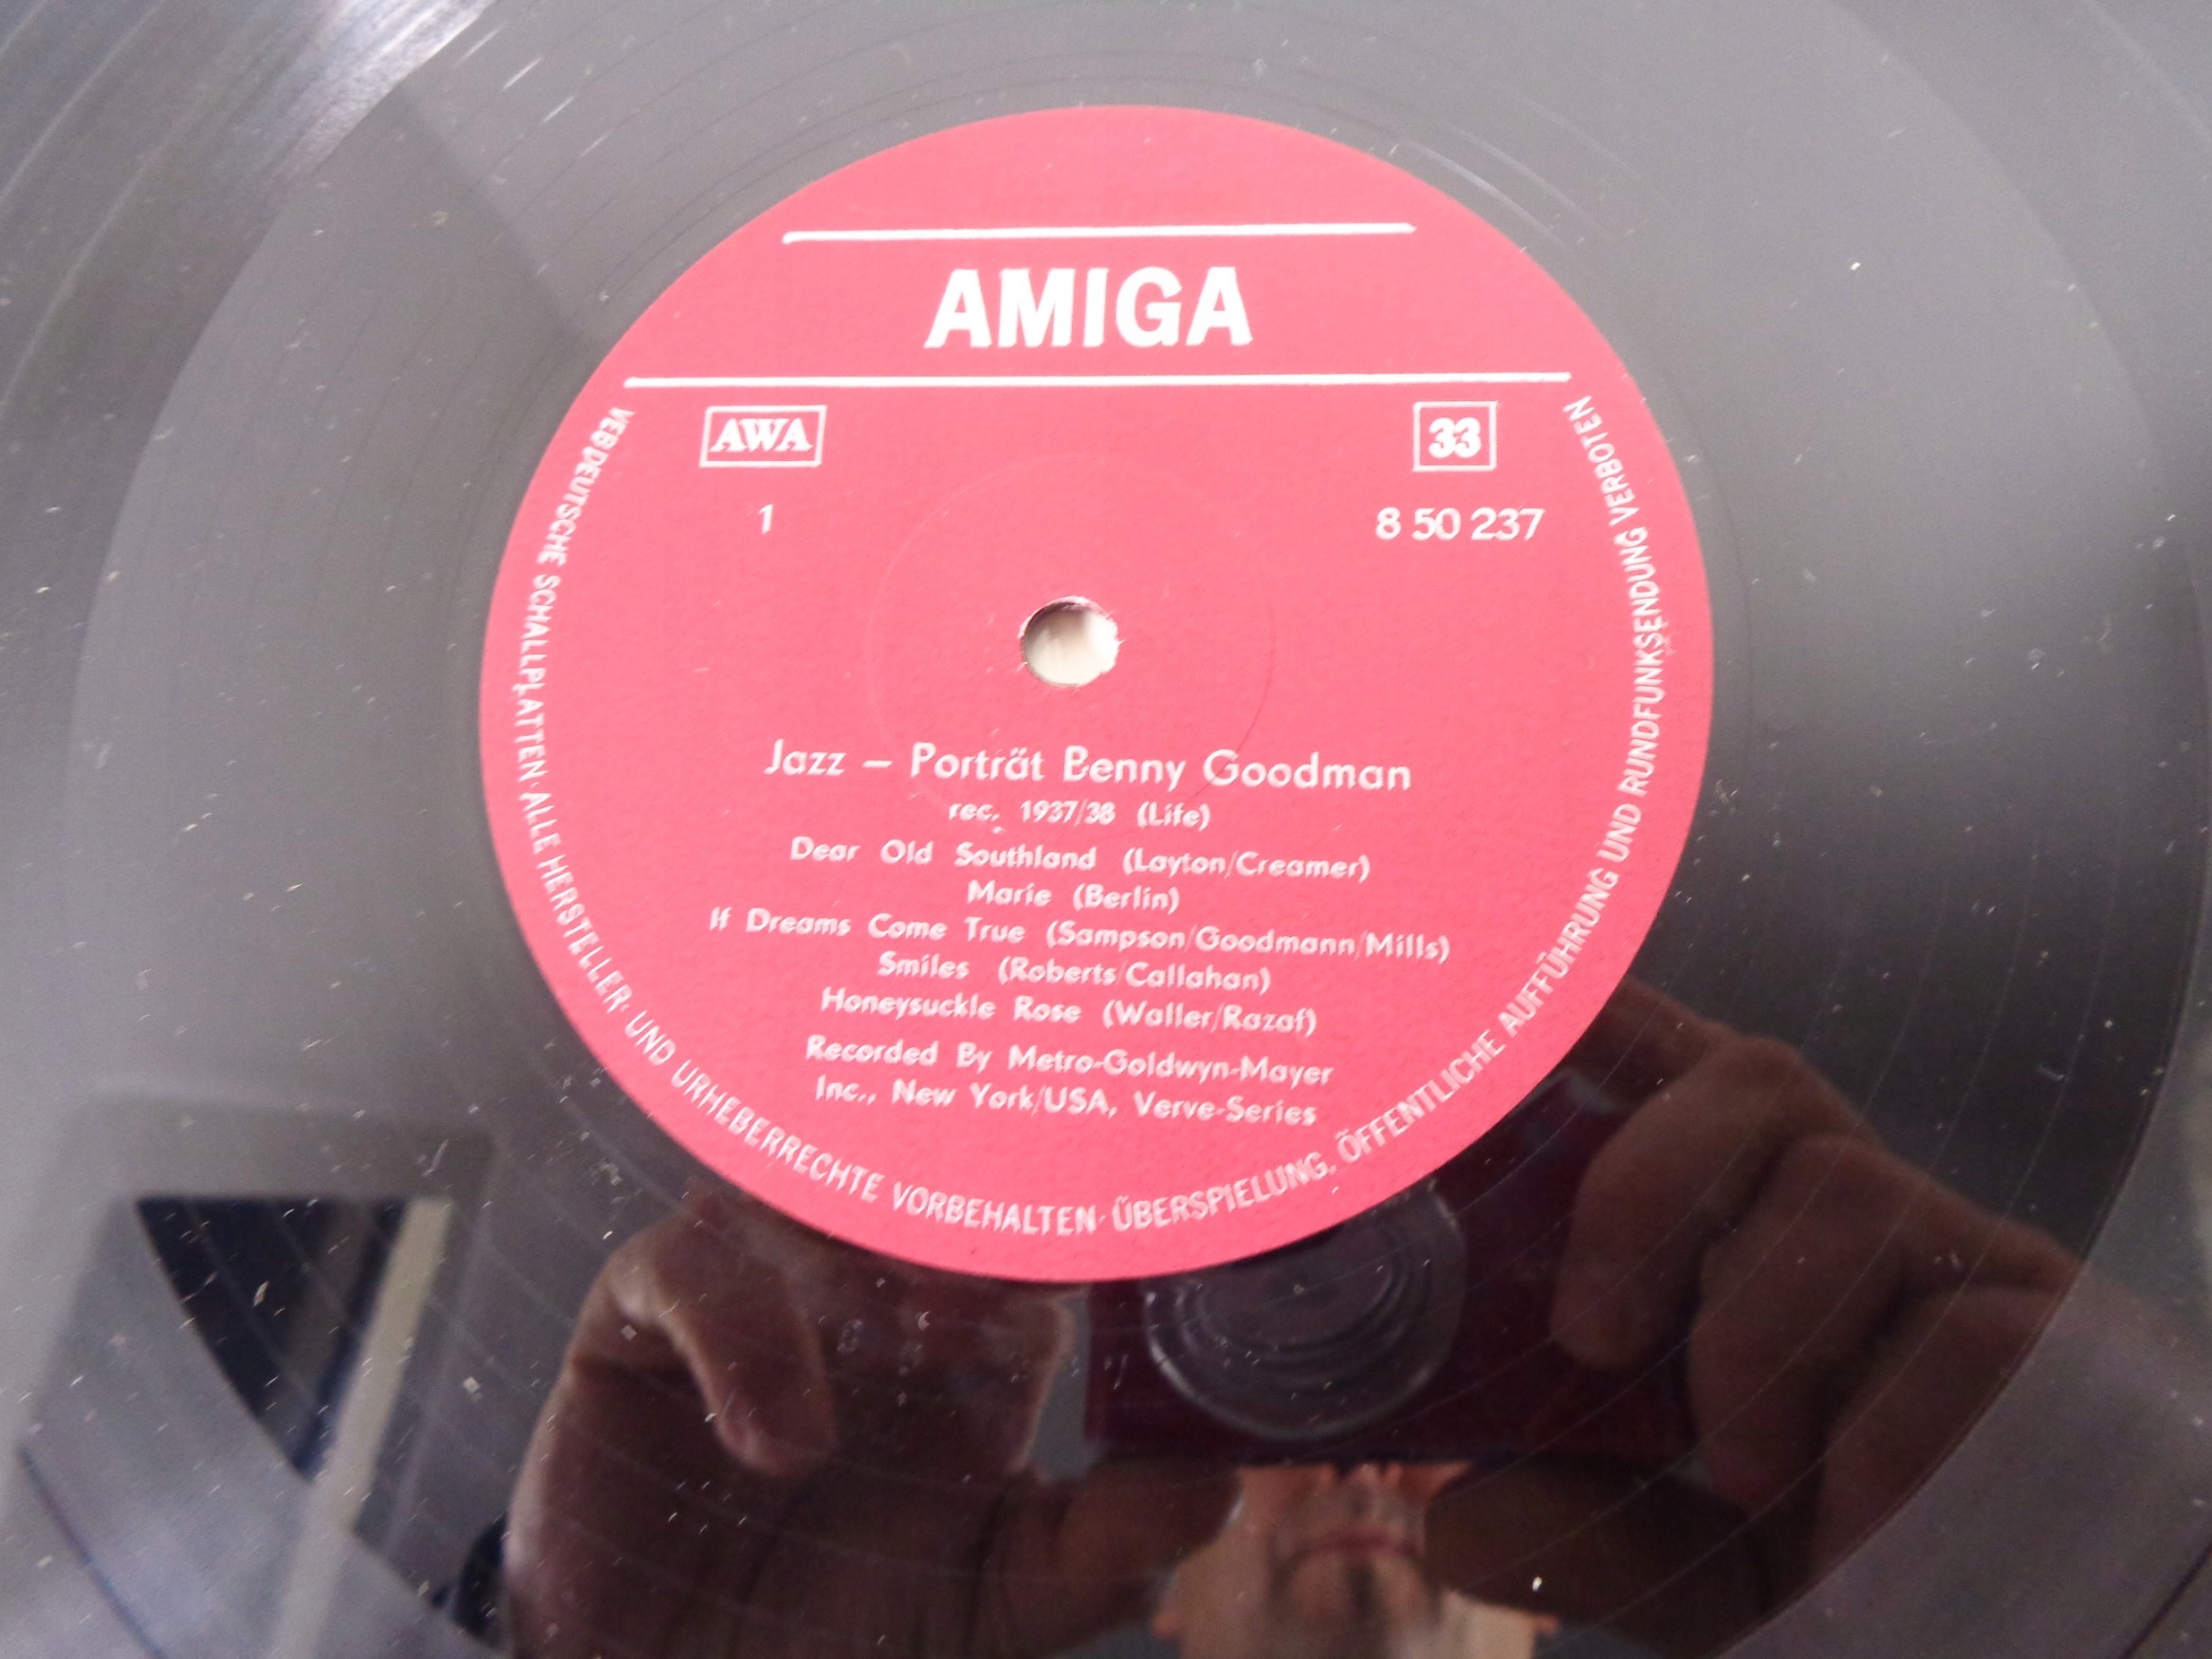 AMIGA
AWA
33
1
8 50 237
Jazz – Porträt Benny Goodman
rec. 1937/38 (Life)
Dear Old Southland (Layton/Creamer)
Marie (Berlin)
If Dreams Come True (Sampson/Goodmann/Mills)
Smiles (Roberts/Callahan)
Honeysuckle Rose (Waller/Razaf)
Recorded By Metro-Goldwyn-Mayer
Inc., New York/USA, Verve-Series
VEB DEUTSCHE SCHALLPLATTEN·ALLE HERSTELLER· UND URHEBERRECHTE VORBEHALTEN·ÜBERSPIELUNG, ÖFFENTLICHE AUFFÜHRUNG UND RUNDFUNKSENDUNG VERBOTEN